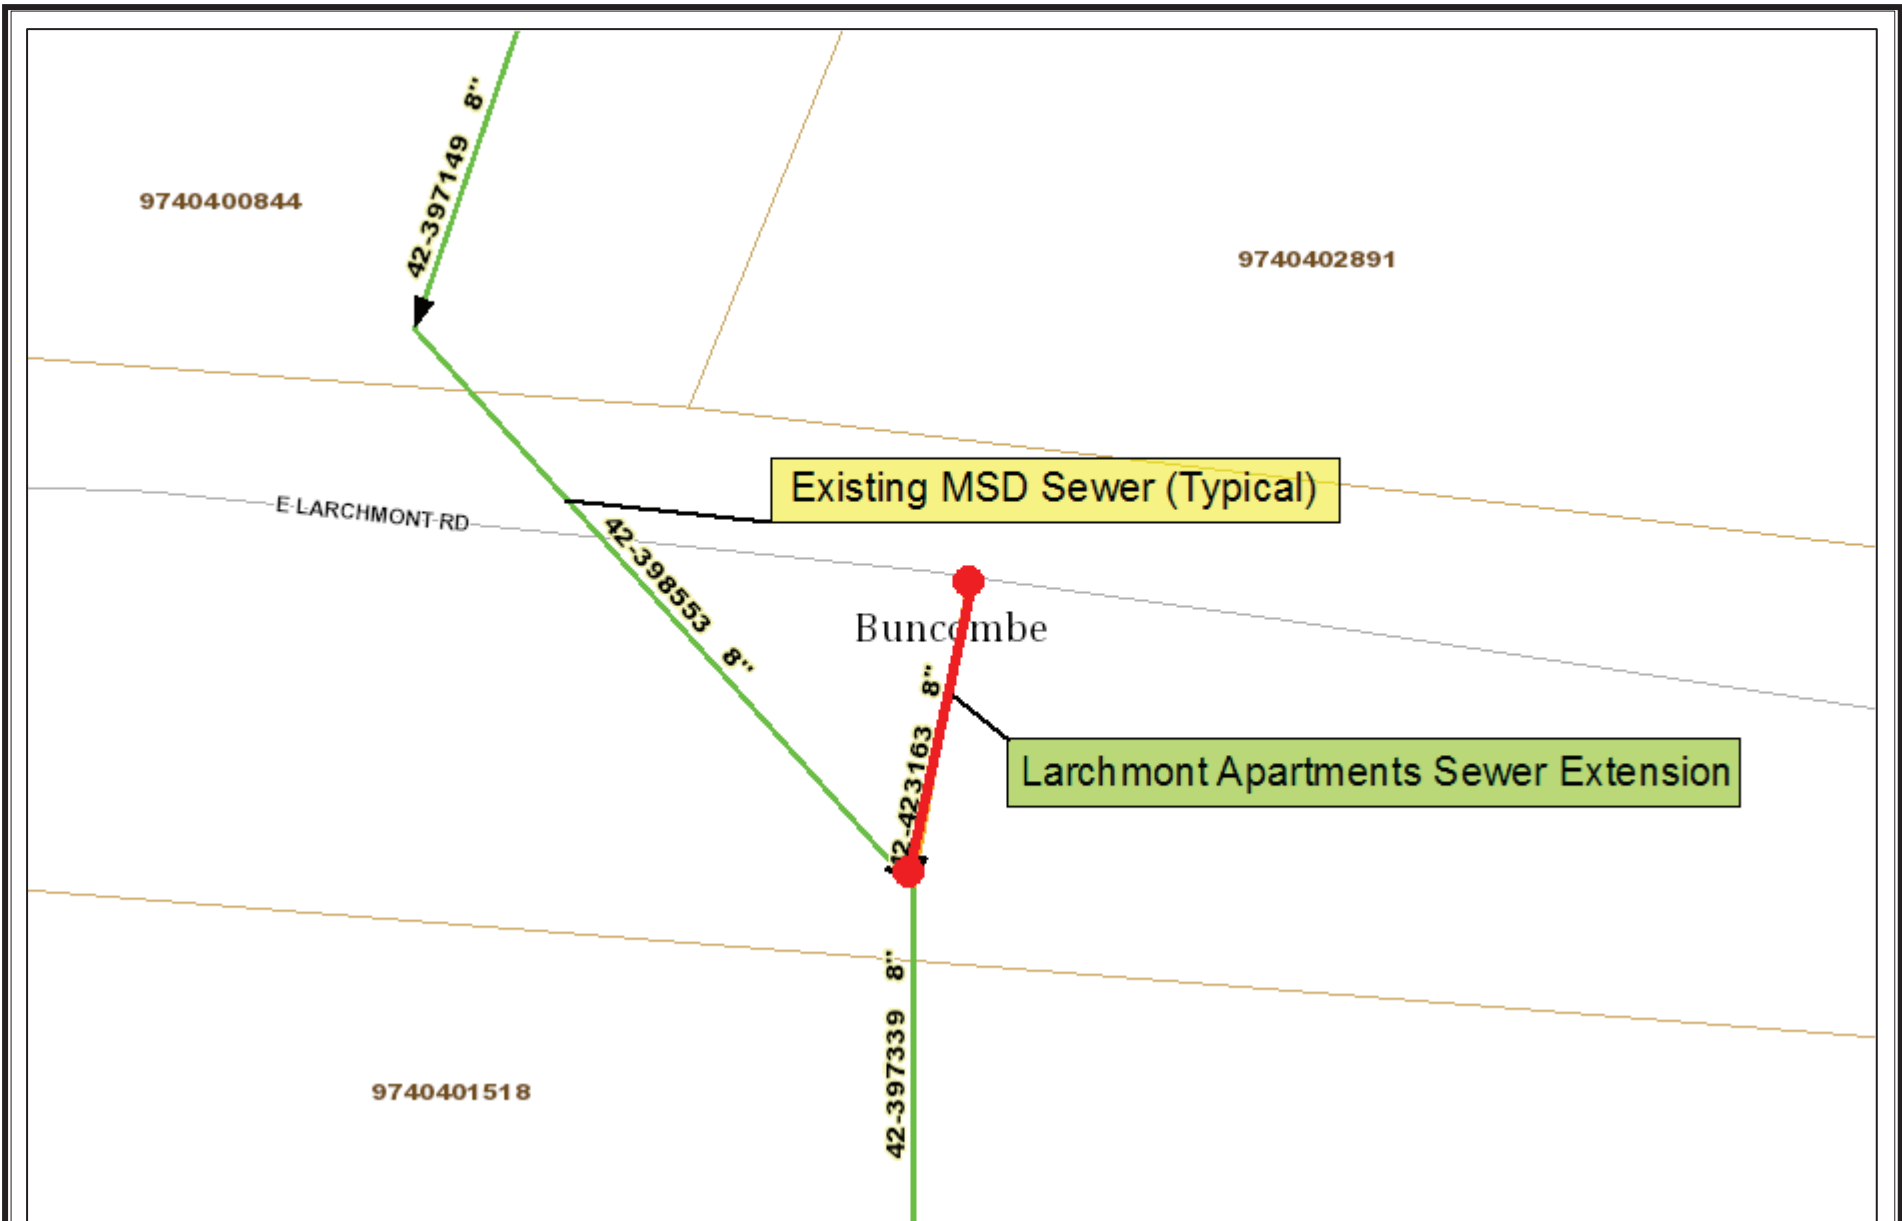 42-397149 8"
9740400844
9740402891
Existing MSD Sewer (Typical)
E LARCHMONT RD
42-398553 8"
Buncombe
42-423163 8"
Larchmont Apartments Sewer Extension
42-397339 8"
9740401518